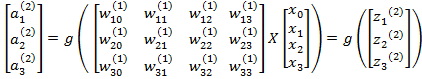 [a₁⁽²⁾ a₂⁽²⁾ a₃⁽²⁾] = g ( [w₁₀⁽¹⁾ w₁₁⁽¹⁾ w₁₂⁽¹⁾ w₁₃⁽¹⁾ w₂₀⁽¹⁾ w₂₁⁽¹⁾ w₂₂⁽¹⁾ w₂₃⁽¹⁾ w₃₀⁽¹⁾ w₃₁⁽¹⁾ w₃₂⁽¹⁾ w₃₃⁽¹⁾] X [x₀ x₁ x₂ x₃] ) = g ( [z₁⁽²⁾ z₂⁽²⁾ z₃⁽²⁾] )